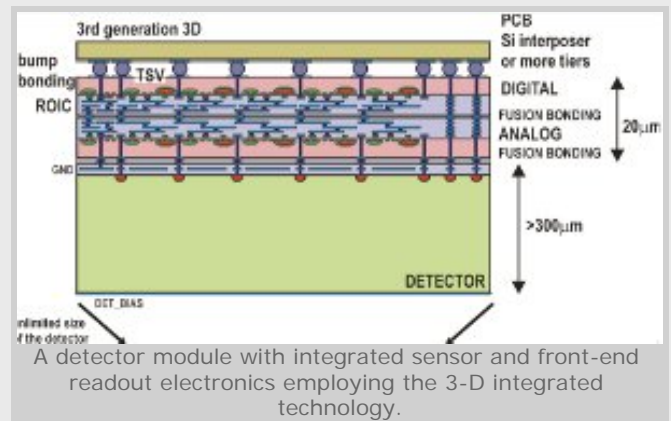 3rd generation 3D
PCB
Si interposer
or more tiers
bump
bonding
TSV
DIGITAL
ROIC
FUSION BONDING
20µm
ANALOG
FUSION BONDING
GND
>300µm
DETECTOR
DET_BIAS
nlimited size
f the detector
A detector module with integrated sensor and front-end
readout electronics employing the 3-D integrated
technology.